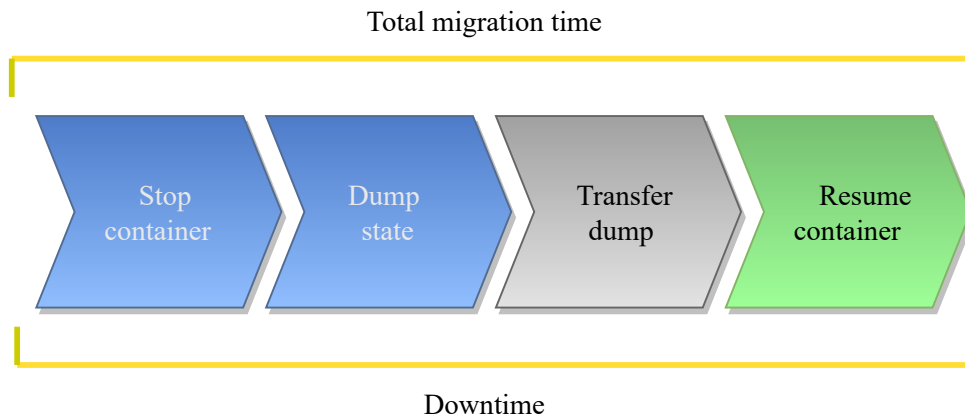 Total migration time
Stop
container
Dump
state
Transfer
dump
Resume
container
Downtime